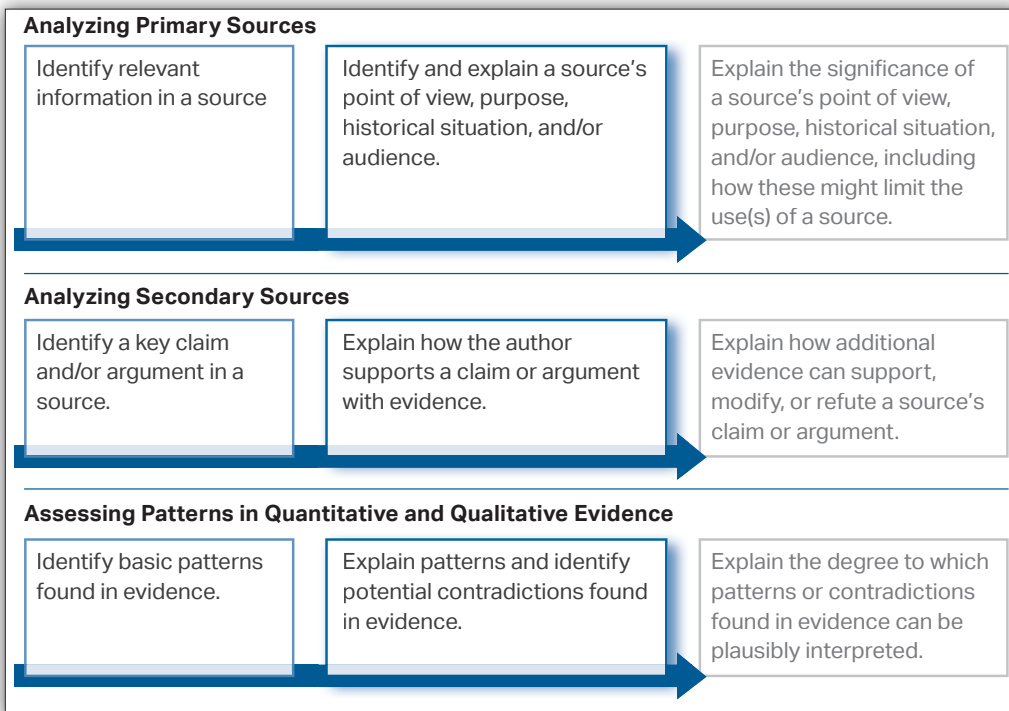 Analyzing Primary Sources
Identify relevant
information in a source
Identify and explain a source’s
point of view, purpose,
historical situation, and/or
audience.
Explain the significance of
a source’s point of view,
purpose, historical situation,
and/or audience, including
how these might limit the
use(s) of a source.
Analyzing Secondary Sources
Identify a key claim
and/or argument in a
source.
Explain how the author
supports a claim or argument
with evidence.
Explain how additional
evidence can support,
modify, or refute a source’s
claim or argument.
Assessing Patterns in Quantitative and Qualitative Evidence
Identify basic patterns
found in evidence.
Explain patterns and identify
potential contradictions found
in evidence.
Explain the degree to which
patterns or contradictions
found in evidence can be
plausibly interpreted.